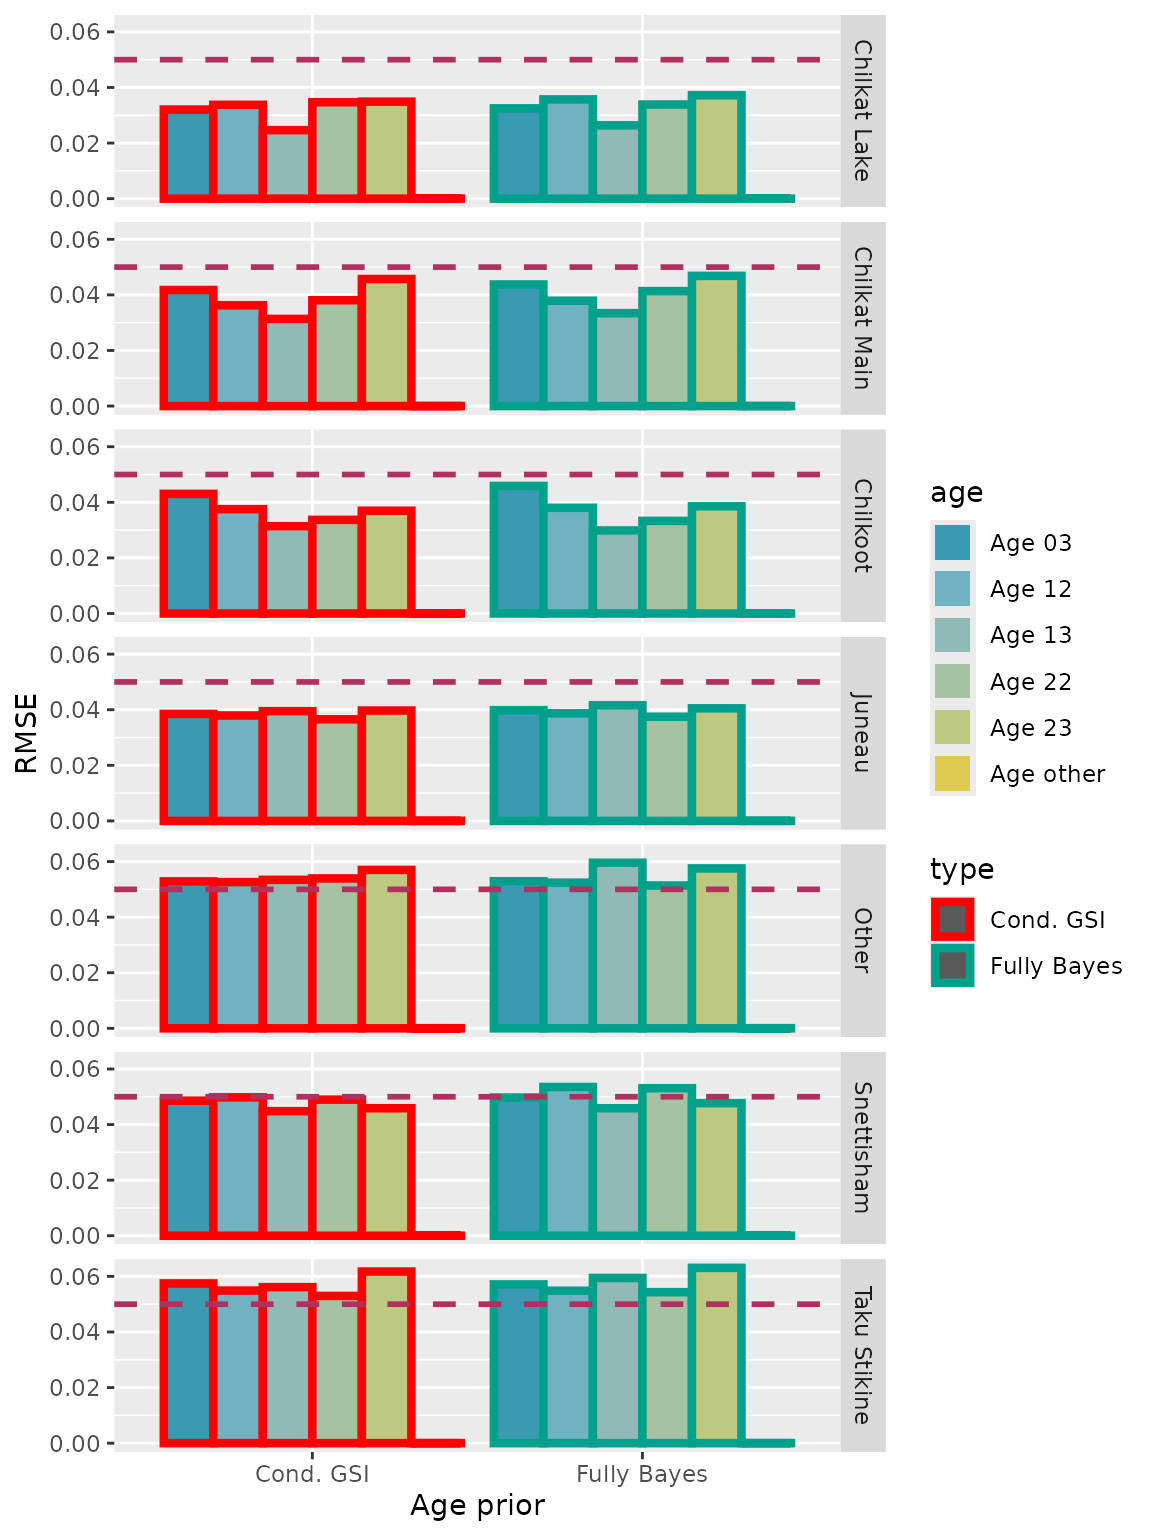 0.06
0.04
0.02
0.00
Chilkat Lake
0.06
0.04
0.02
0.00
Chilkat Main
0.06
0.04
0.02
0.00
Chilkoot
0.06
0.04
0.02
0.00
Juneau
0.06
0.04
0.02
0.00
Other
0.06
0.04
0.02
0.00
Snettisham
0.06
0.04
0.02
0.00
Taku Stikine
RMSE
Cond. GSI
Fully Bayes
Age prior
age
Age 03
Age 12
Age 13
Age 22
Age 23
Age other
type
Cond. GSI
Fully Bayes